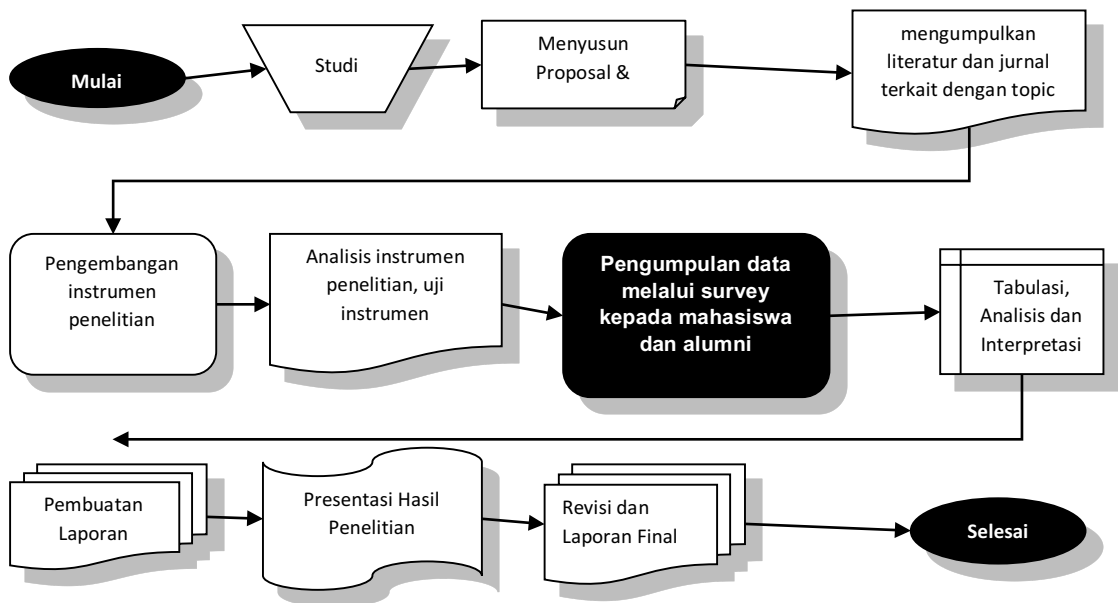 Mulai
Studi
Menyusun
Proposal &
mengumpulkan
literatur dan jurnal
terkait dengan topic
Pengembangan
instrumen
penelitian
Analisis instrumen
penelitian, uji
instrumen
Pengumpulan data
melalui survey
kepada mahasiswa
dan alumni
Tabulasi,
Analisis dan
Interpretasi
Pembuatan
Laporan
Presentasi Hasil
Penelitian
Revisi dan
Laporan Final
Selesai